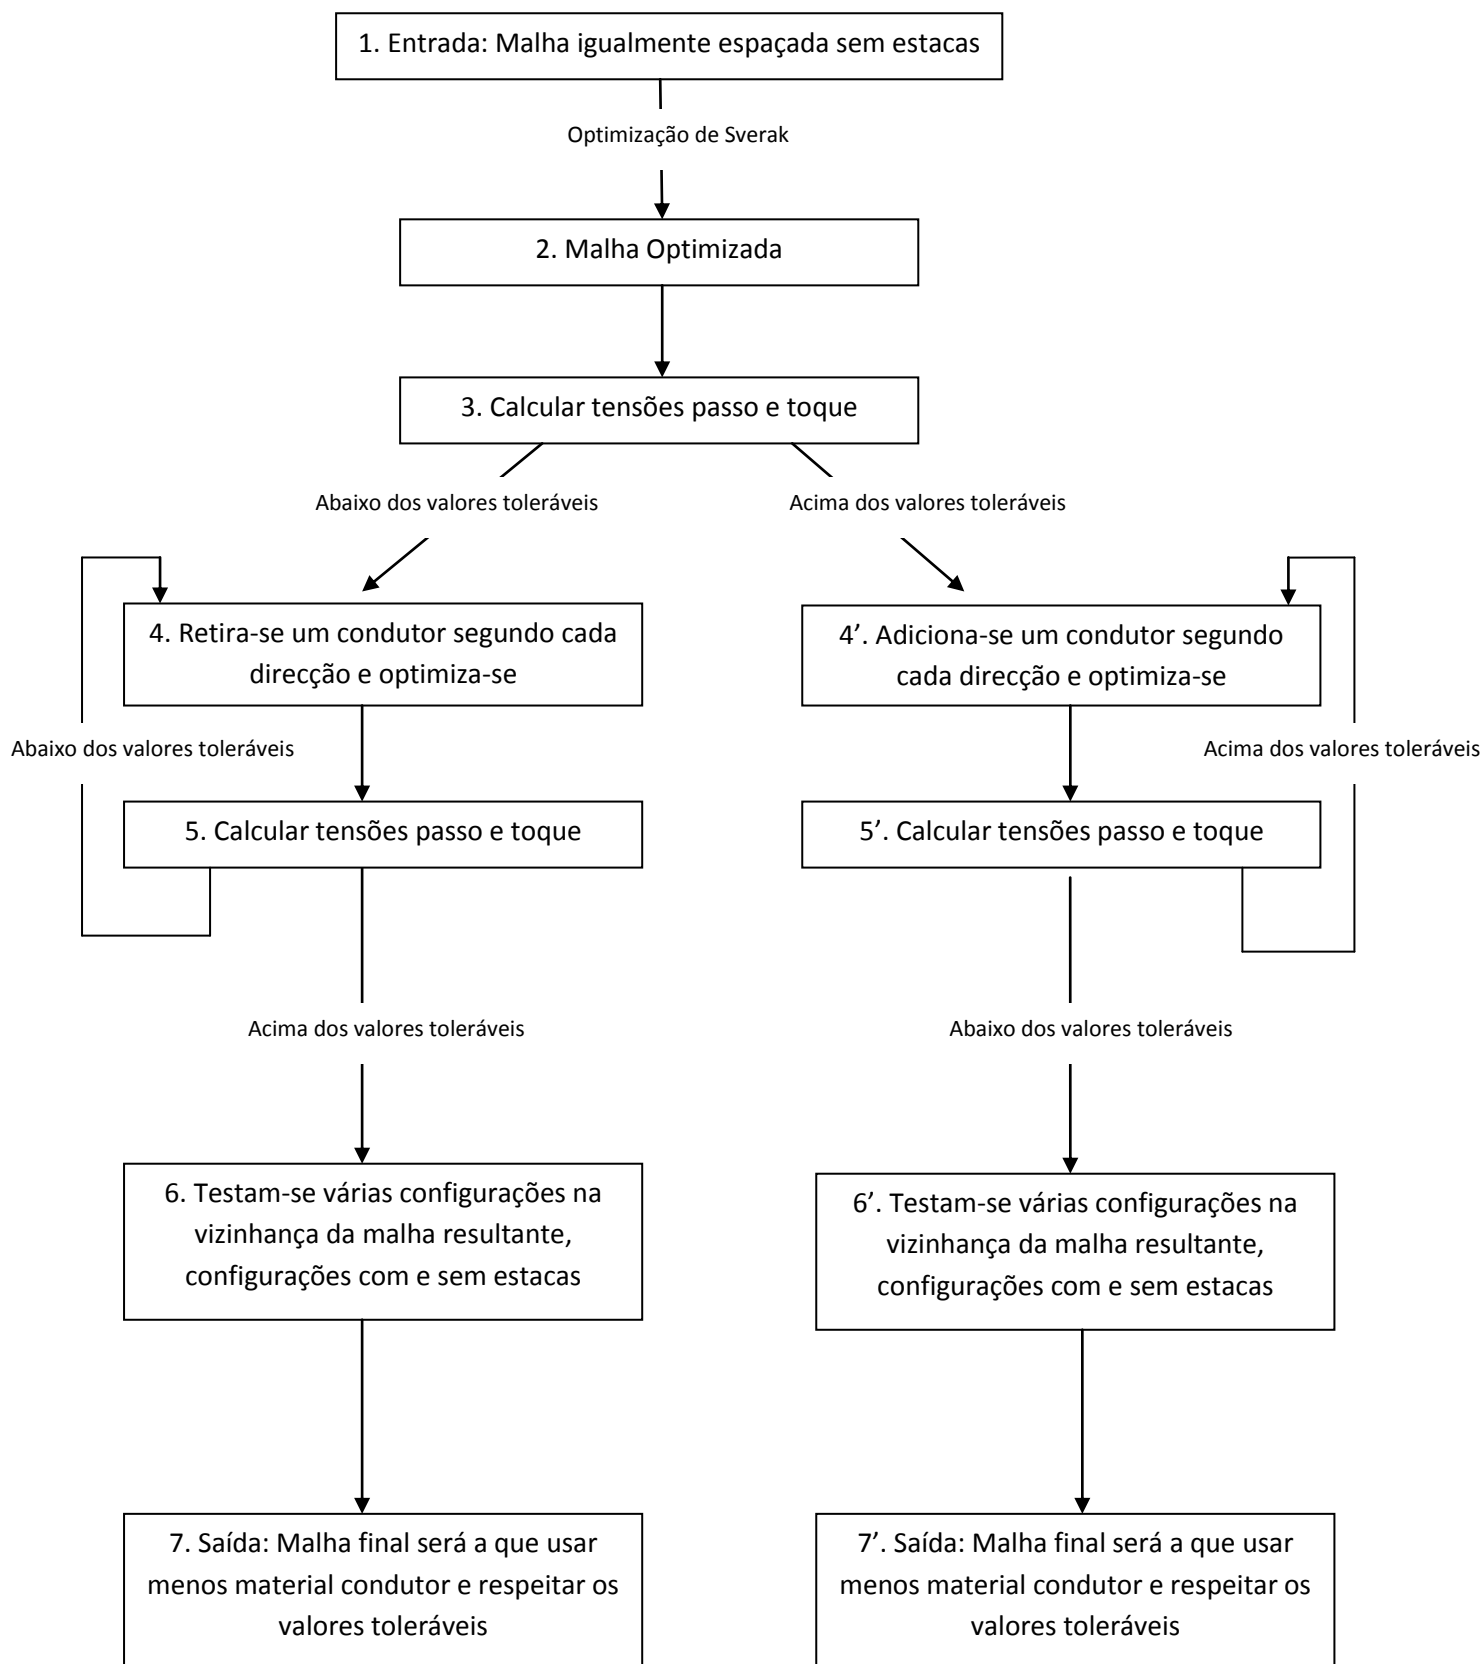 1. Entrada: Malha igualmente espaçada sem estacas
Optimização de Sverak
2. Malha Optimizada
3. Calcular tensões passo e toque
Abaixo dos valores toleráveis
Acima dos valores toleráveis
4. Retira-se um condutor segundo cada
direcção e optimiza-se
4’. Adiciona-se um condutor segundo
cada direcção e optimiza-se
Abaixo dos valores toleráveis
Acima dos valores toleráveis
5. Calcular tensões passo e toque
5’. Calcular tensões passo e toque
Acima dos valores toleráveis
Abaixo dos valores toleráveis
6. Testam-se várias configurações na
vizinhança da malha resultante,
configurações com e sem estacas
6’. Testam-se várias configurações na
vizinhança da malha resultante,
configurações com e sem estacas
7. Saída: Malha final será a que usar
menos material condutor e respeitar os
valores toleráveis
7’. Saída: Malha final será a que usar
menos material condutor e respeitar os
valores toleráveis